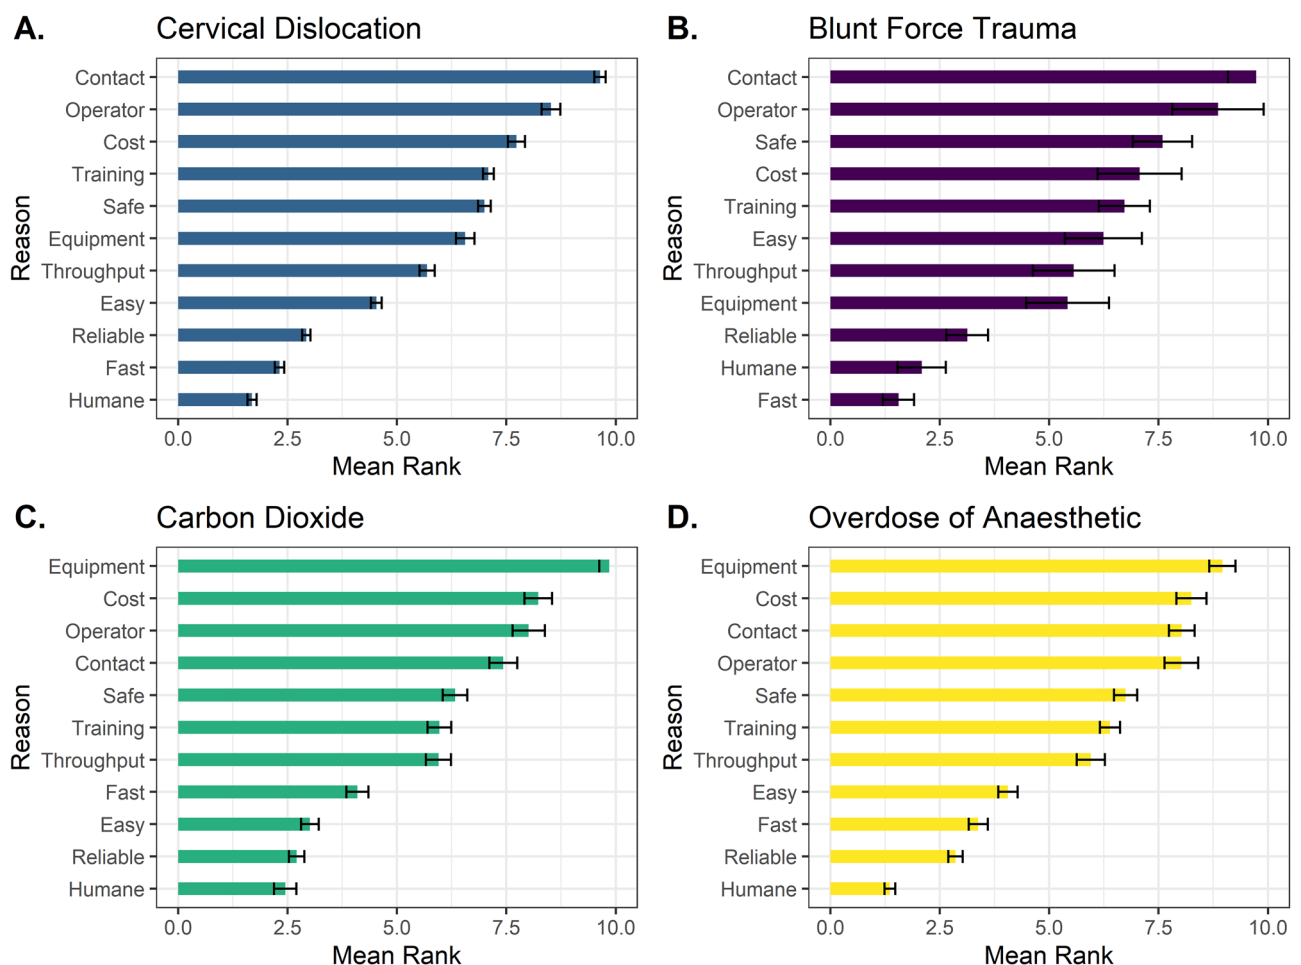 A. Cervical Dislocation
Contact
Operator
Cost
Training
Safe
Equipment
Throughput
Easy
Reliable
Fast
Humane
Reason
0.0 2.5 5.0 7.5 10.0
Mean Rank
B. Blunt Force Trauma
Contact
Operator
Safe
Cost
Training
Easy
Throughput
Equipment
Reliable
Humane
Fast
Reason
0.0 2.5 5.0 7.5 10.0
Mean Rank
C. Carbon Dioxide
Equipment
Cost
Operator
Contact
Safe
Training
Throughput
Fast
Easy
Reliable
Humane
Reason
0.0 2.5 5.0 7.5 10.0
Mean Rank
D. Overdose of Anaesthetic
Equipment
Cost
Contact
Operator
Safe
Training
Throughput
Easy
Fast
Reliable
Humane
Reason
0.0 2.5 5.0 7.5 10.0
Mean Rank